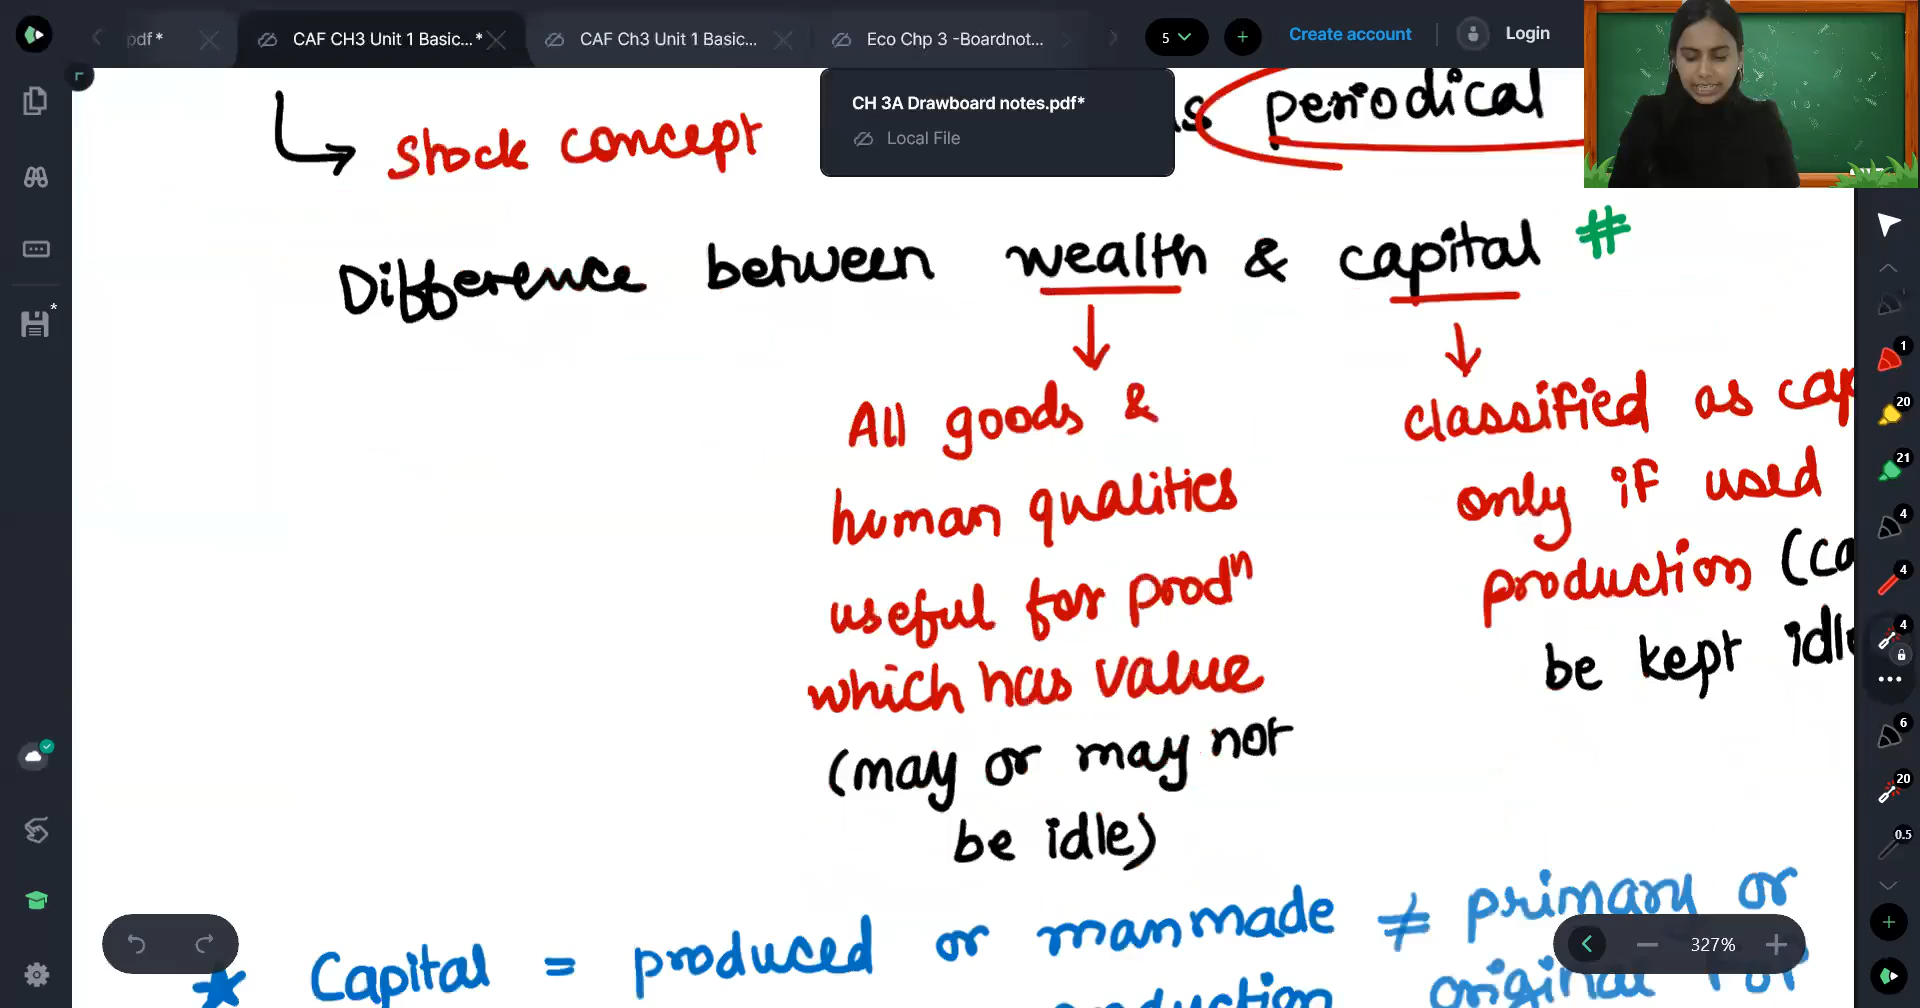 pdf *
CAF CH3 Unit 1 Basic...*
CAF Ch3 Unit 1 Basic...
Eco Chp 3 -Boardnot...
5
Create account
Login
CH 3A Drawboard notes.pdf*
Local File
stock concept
periodical
Difference between wealth & capital #
All goods &
human qualities
useful for prodn
which has value
(may or may not
be idle)
classified as cap
only if used
production (ca
be kept idle
★ Capital = produced or manmade ≠ primary or
original
1
20
21
4
4
4
6
20
0.5
327%